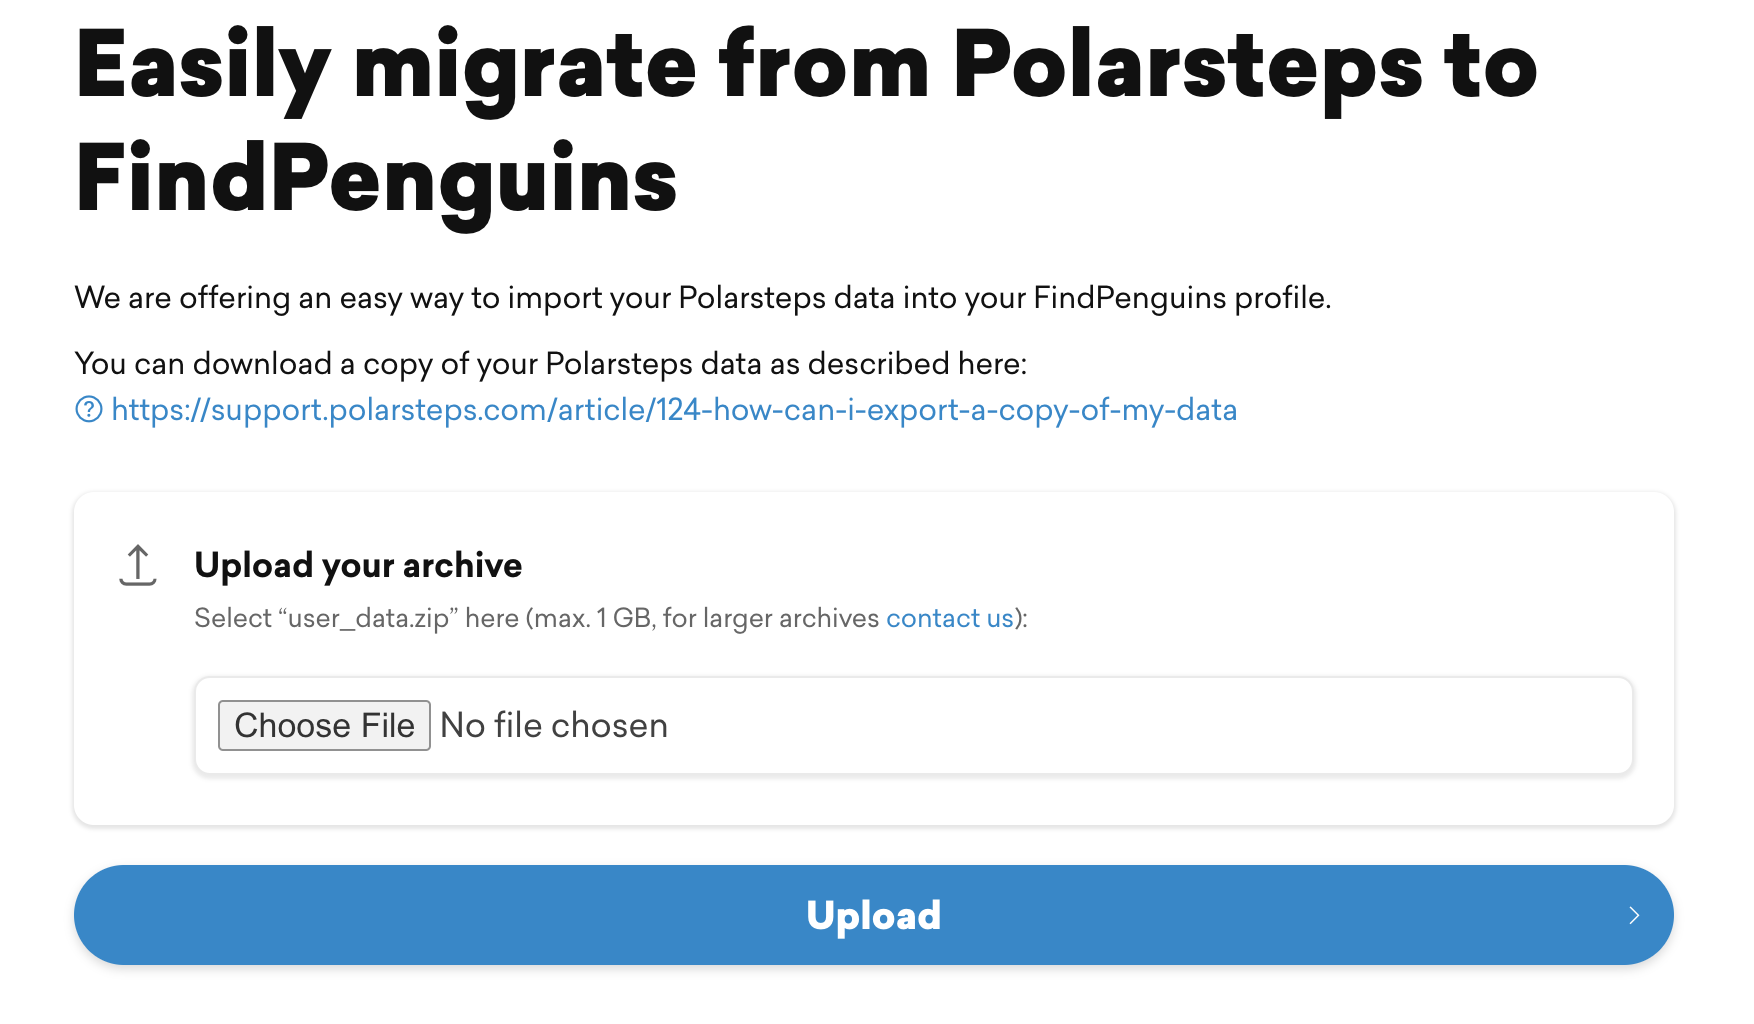 Easily migrate from Polarsteps to
FindPenguins
We are offering an easy way to import your Polarsteps data into your FindPenguins profile.
You can download a copy of your Polarsteps data as described here:
https://support.polarsteps.com/article/124-how-can-i-export-a-copy-of-my-data
Upload your archive
Select “user_data.zip” here (max. 1 GB, for larger archives contact us):
Choose File No file chosen
Upload